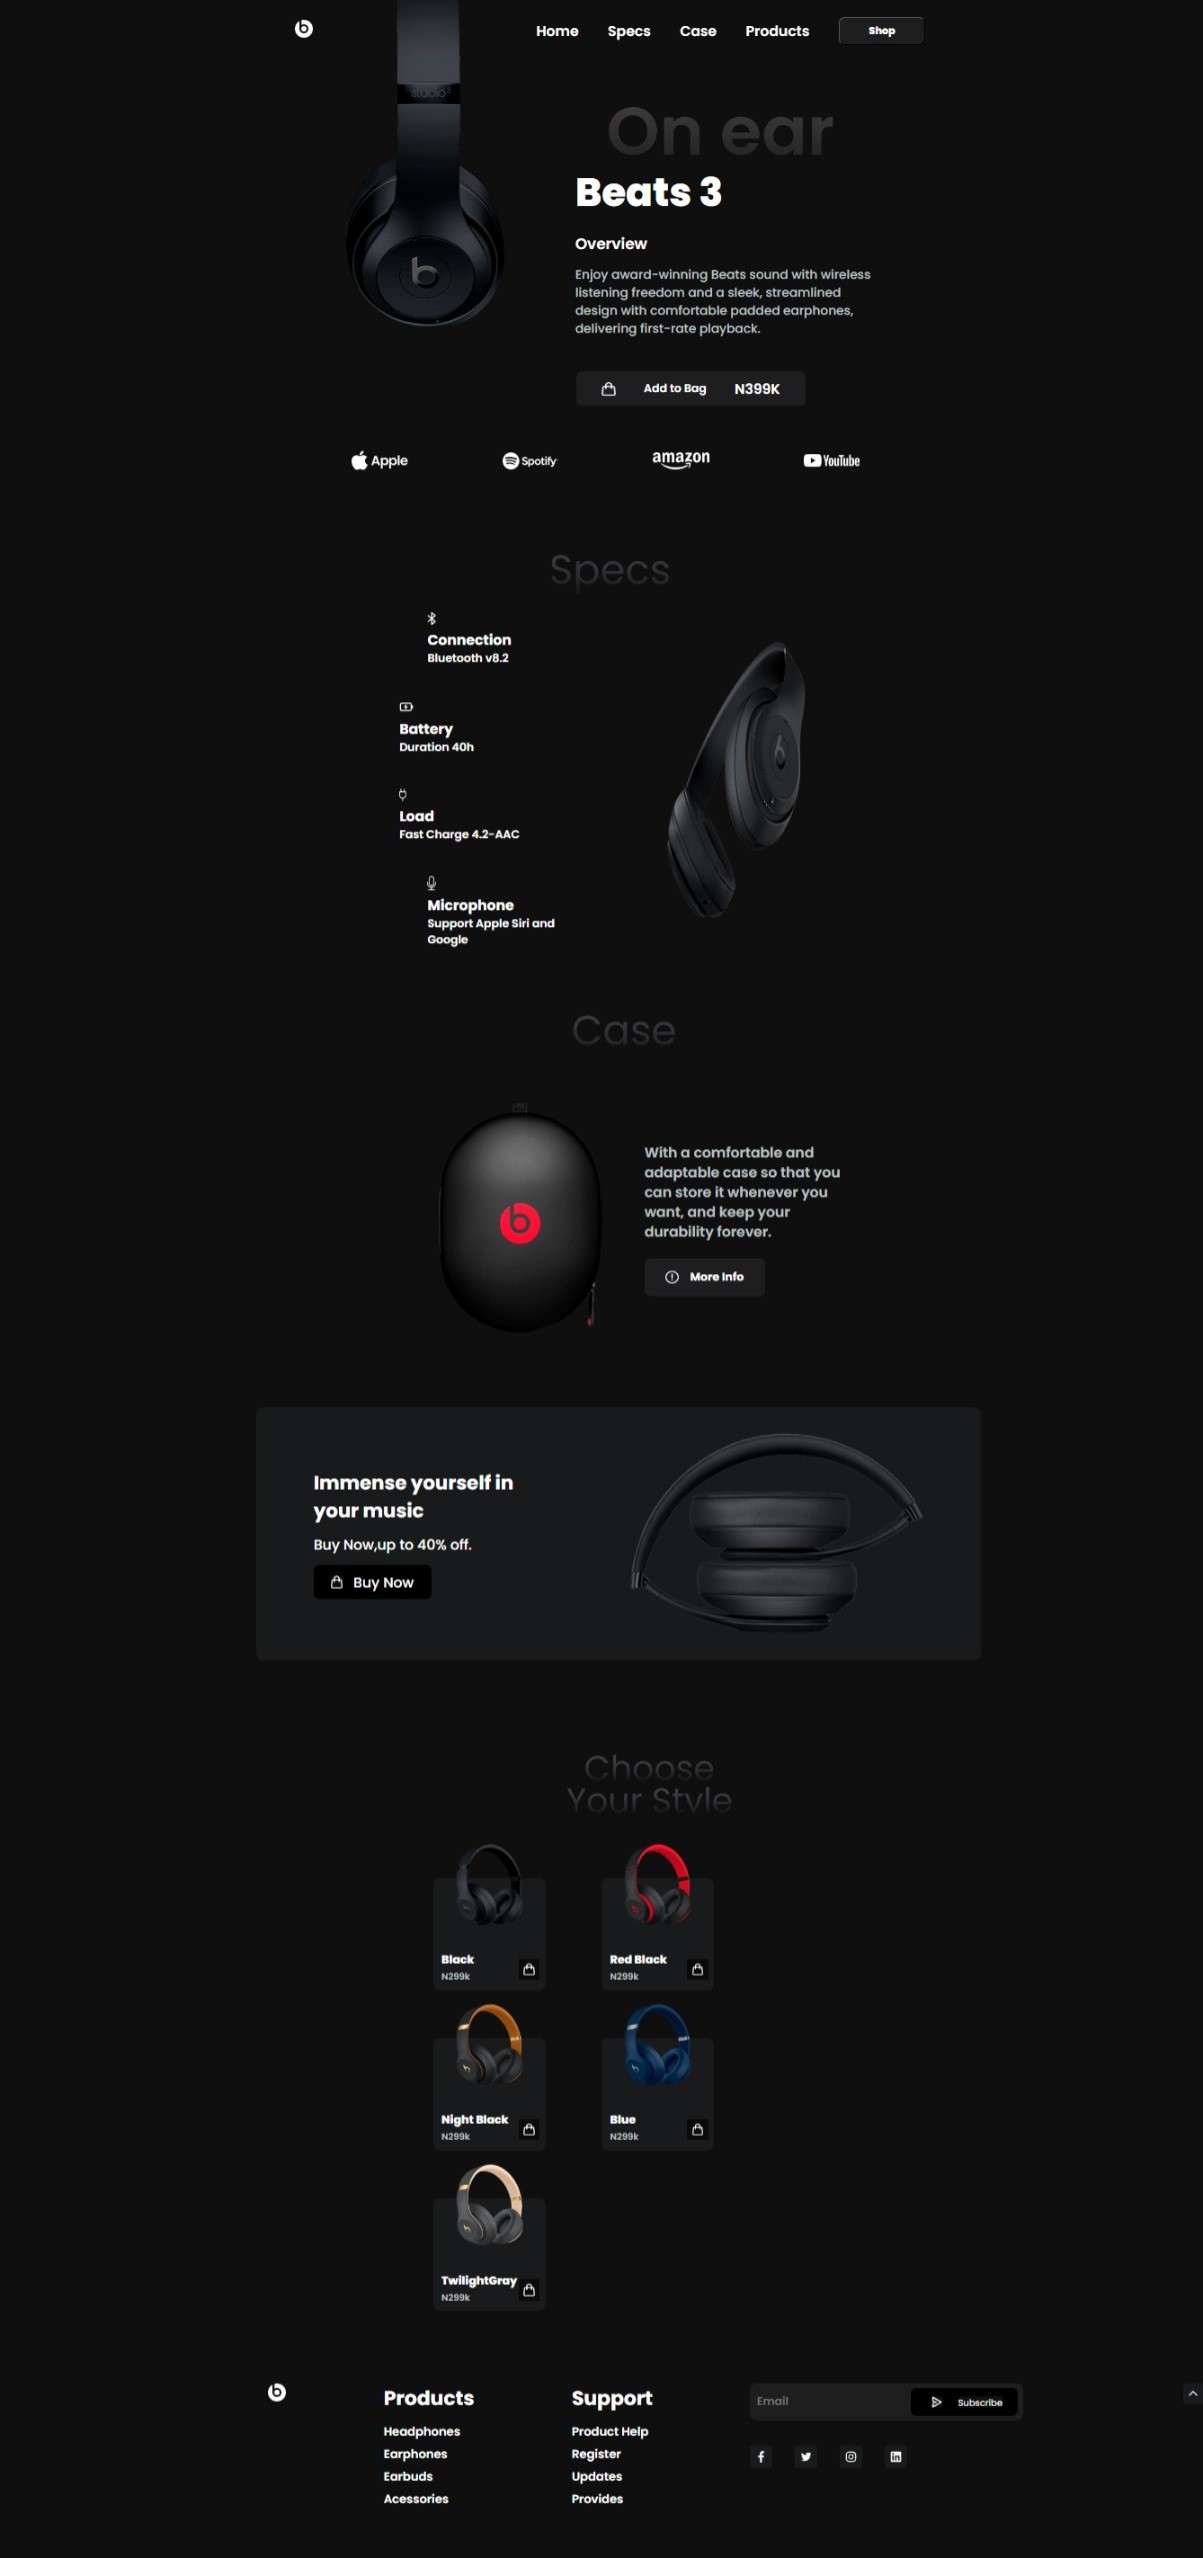 Home Specs Case Products Shop
studio3
On ear
Beats 3
Overview
Enjoy award-winning Beats sound with wireless
listening freedom and a sleek, streamlined
design with comfortable padded earphones,
delivering first-rate playback.
Add to Bag N399K
Apple Spotify amazon YouTube
Specs
Connection
Bluetooth v8.2
Battery
Duration 40h
Load
Fast Charge 4.2-AAC
Microphone
Support Apple Siri and
Google
Case
With a comfortable and
adaptable case so that you
can store it whenever you
want, and keep your
durability forever.
More Info
Immense yourself in
your music
Buy Now,up to 40% off.
Buy Now
Choose
Your Style
Black
N299k
Red Black
N299k
Night Black
N299k
Blue
N299k
TwilightGray
N299k
Products
Headphones
Earphones
Earbuds
Acessories
Support
Product Help
Register
Updates
Provides
Email Subscribe